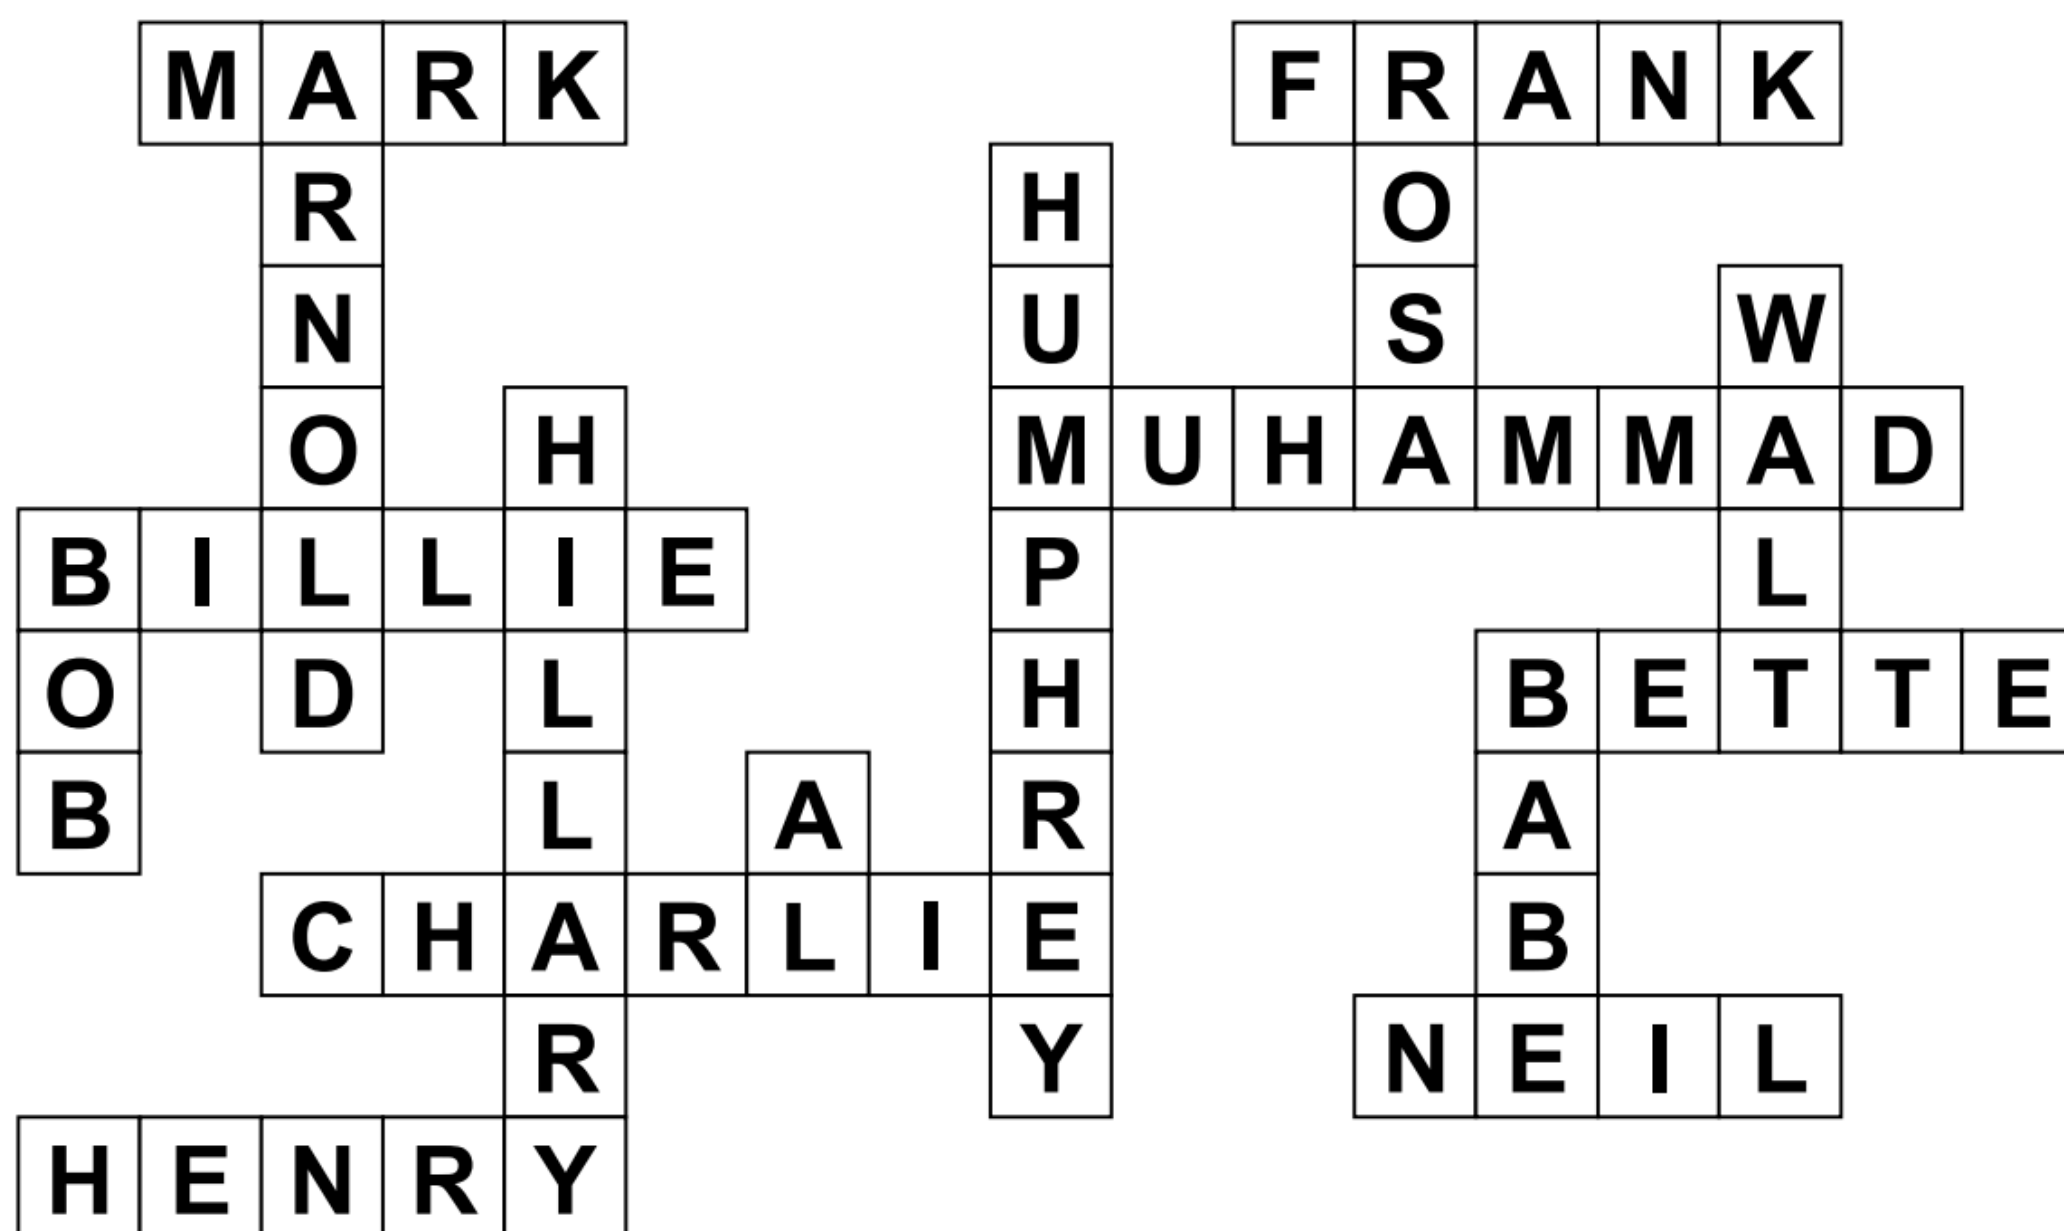 MARK FRANK
R H O
N U S W
O H MUHAMMAD
BILLIE P L
O D L H BETTE
B L A R A
CHARLIE B
R Y NEIL
HENRY